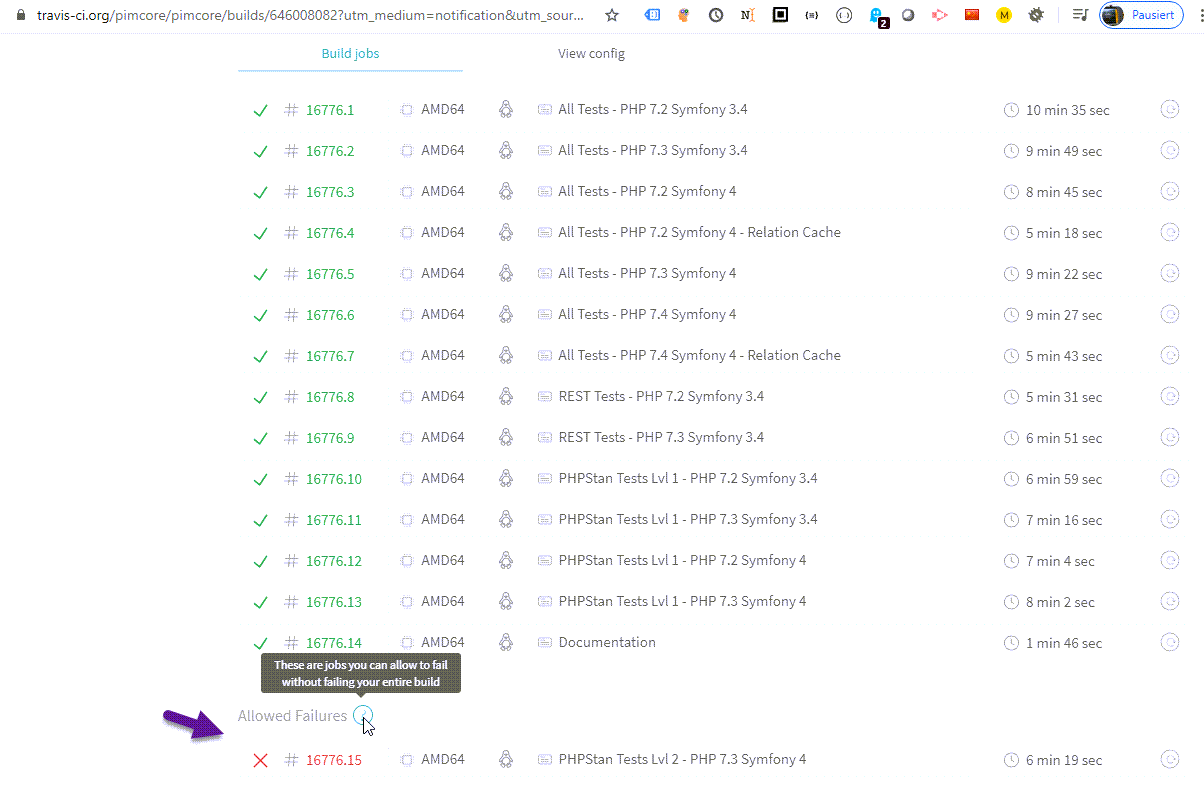 travis-ci.org/pimcore/pimcore/builds/646008082?utm_medium=notification&utm_sour...
2
M
Pausiert
Build jobs View config
# 16776.1 AMD64 All Tests - PHP 7.2 Symfony 3.4 10 min 35 sec
# 16776.2 AMD64 All Tests - PHP 7.3 Symfony 3.4 9 min 49 sec
# 16776.3 AMD64 All Tests - PHP 7.2 Symfony 4 8 min 45 sec
# 16776.4 AMD64 All Tests - PHP 7.2 Symfony 4 - Relation Cache 5 min 18 sec
# 16776.5 AMD64 All Tests - PHP 7.3 Symfony 4 9 min 22 sec
# 16776.6 AMD64 All Tests - PHP 7.4 Symfony 4 9 min 27 sec
# 16776.7 AMD64 All Tests - PHP 7.4 Symfony 4 - Relation Cache 5 min 43 sec
# 16776.8 AMD64 REST Tests - PHP 7.2 Symfony 3.4 5 min 31 sec
# 16776.9 AMD64 REST Tests - PHP 7.3 Symfony 3.4 6 min 51 sec
# 16776.10 AMD64 PHPStan Tests Lvl 1 - PHP 7.2 Symfony 3.4 6 min 59 sec
# 16776.11 AMD64 PHPStan Tests Lvl 1 - PHP 7.3 Symfony 3.4 7 min 16 sec
# 16776.12 AMD64 PHPStan Tests Lvl 1 - PHP 7.2 Symfony 4 7 min 4 sec
# 16776.13 AMD64 PHPStan Tests Lvl 1 - PHP 7.3 Symfony 4 8 min 2 sec
# 16776.14 AMD64 Documentation 1 min 46 sec
These are jobs you can allow to fail
without failing your entire build
Allowed Failures
# 16776.15 AMD64 PHPStan Tests Lvl 2 - PHP 7.3 Symfony 4 6 min 19 sec